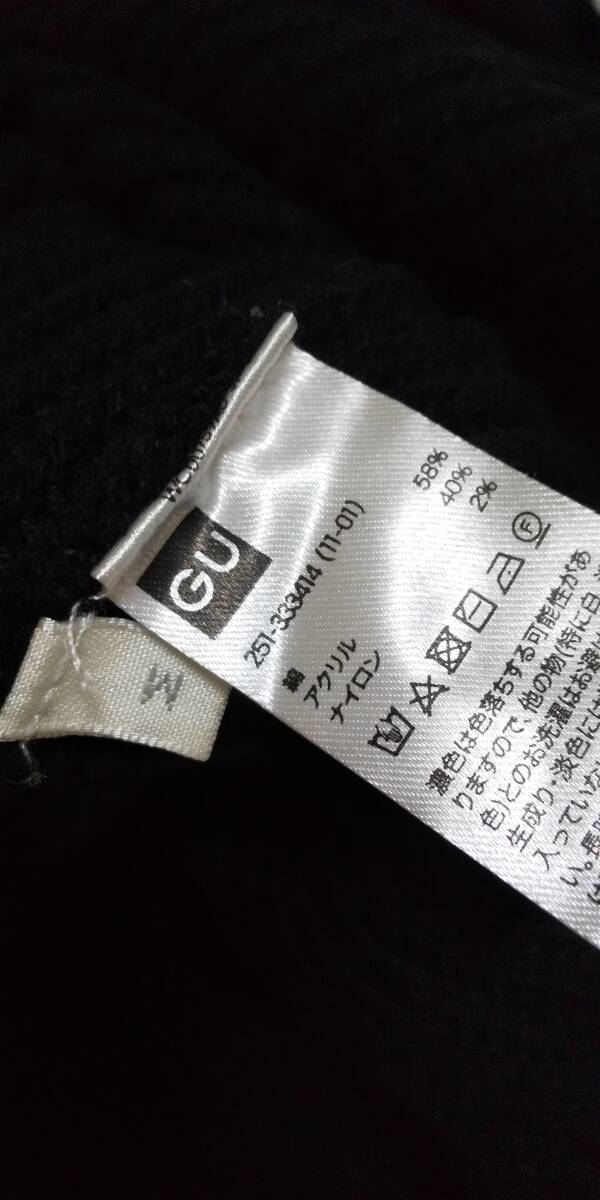 GU
251-333414 (11-01)
綿 58%
アクリル 40%
ナイロン 2%
F
濃色は色落ちする可能性があ
りますので、他の物(特に白、
色)とのお洗濯はお
生成り・淡色には
入っていな
い。
M